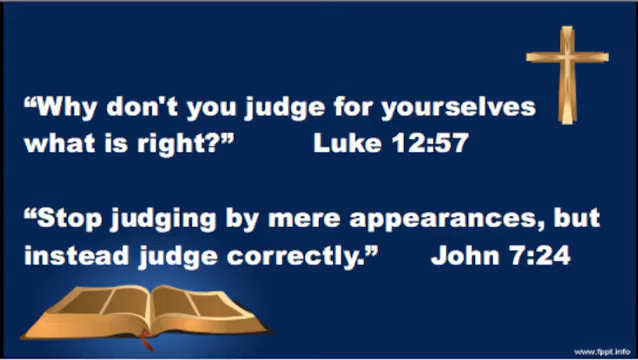 “Why don't you judge for yourselves
what is right?” Luke 12:57
“Stop judging by mere appearances, but
instead judge correctly.” John 7:24
www.fppt.info